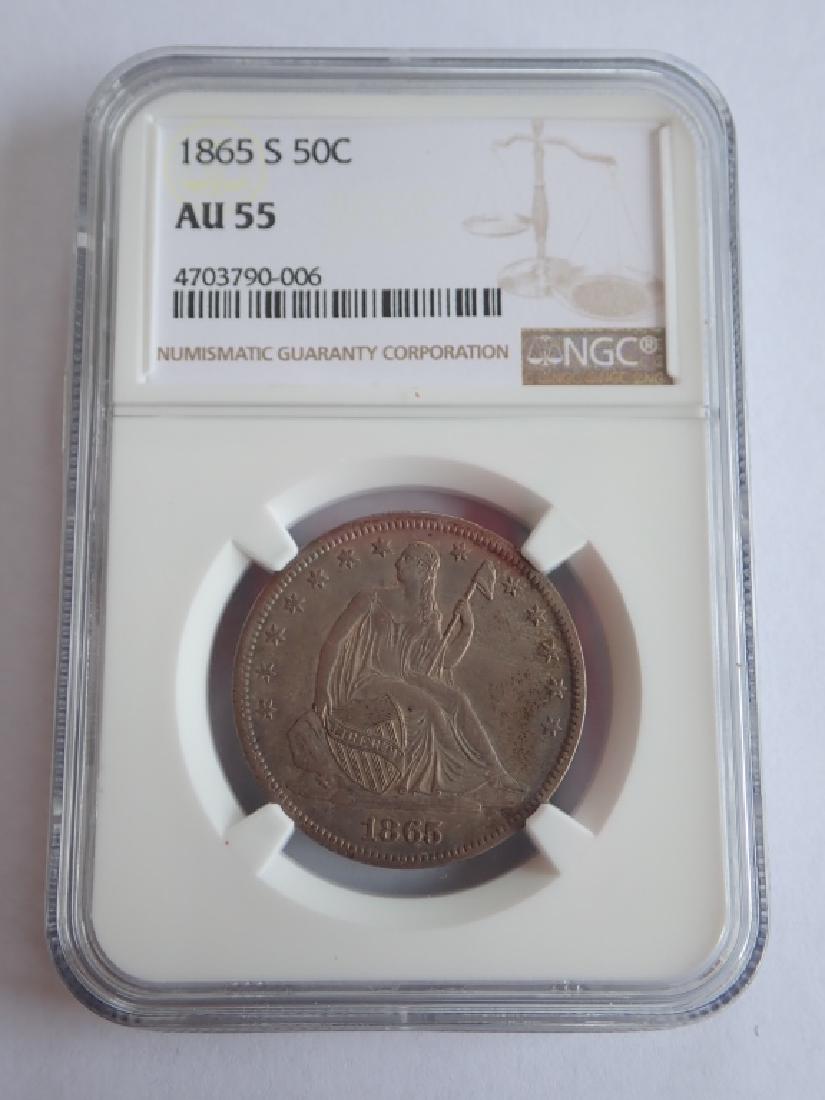 1865 S 50C
AU 55
4703790-006
NUMISMATIC GUARANTY CORPORATION
NGC®
LIBERTY
1865